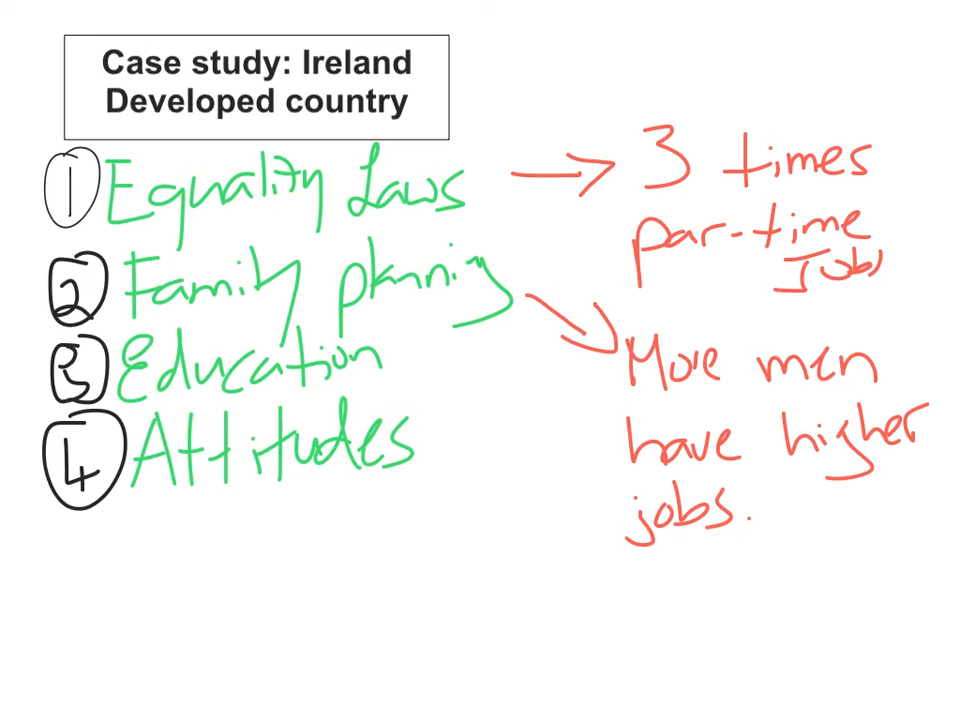 Case study: Ireland
Developed country
1 Equality Laws → 3 times
par-time
Jobs
2 Family planning
3 Education
→ More men
4 Attitudes
have higher
jobs.